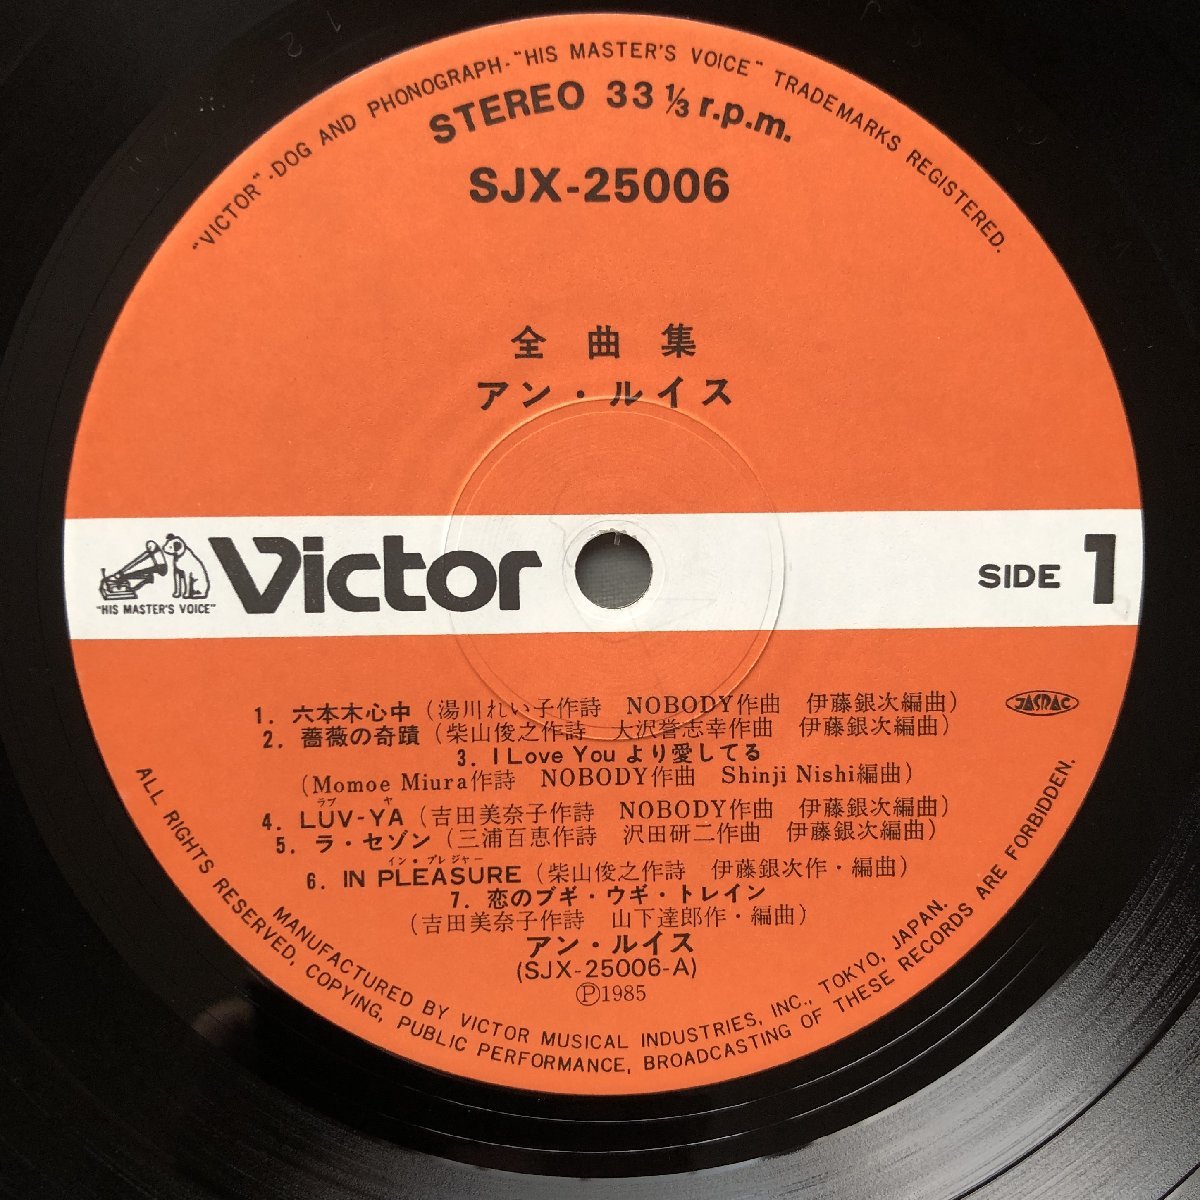 "VICTOR"-DOG AND PHONOGRAPH-"HIS MASTER'S VOICE" TRADEMARKS REGISTERED.
STEREO 33 1/3 r.p.m.
SJX-25006
全曲集
アン・ルイス
"HIS MASTER'S VOICE"
Victor
SIDE 1
1. 六本木心中(湯川れい子作詩 NOBODY作曲 伊藤銀次編曲)
JASRAC
2. 薔薇の奇蹟(柴山俊之作詩 大沢誉志幸作曲 伊藤銀次編曲)
3. I Love You より愛してる
(Momoe Miura作詩 NOBODY作曲 Shinji Nishi編曲)
ラブ ヤ
4. LUV-YA(吉田美奈子作詩 NOBODY作曲 伊藤銀次編曲)
5. ラ・セゾン(三浦百恵作詩 沢田研二作曲 伊藤銀次編曲)
イン・プレジャー
6. IN PLEASURE(柴山俊之作詩 伊藤銀次作・編曲)
7. 恋のブギ・ウギ・トレイン
(吉田美奈子作詩 山下達郎作・編曲)
アン・ルイス
(SJX-25006-A)
Ⓟ1985
MANUFACTURED BY VICTOR MUSICAL INDUSTRIES, INC., TOKYO, JAPAN.
ALL RIGHTS RESERVED, COPYING, PUBLIC PERFORMANCE, BROADCASTING OF THESE RECORDS ARE FORBIDDEN.